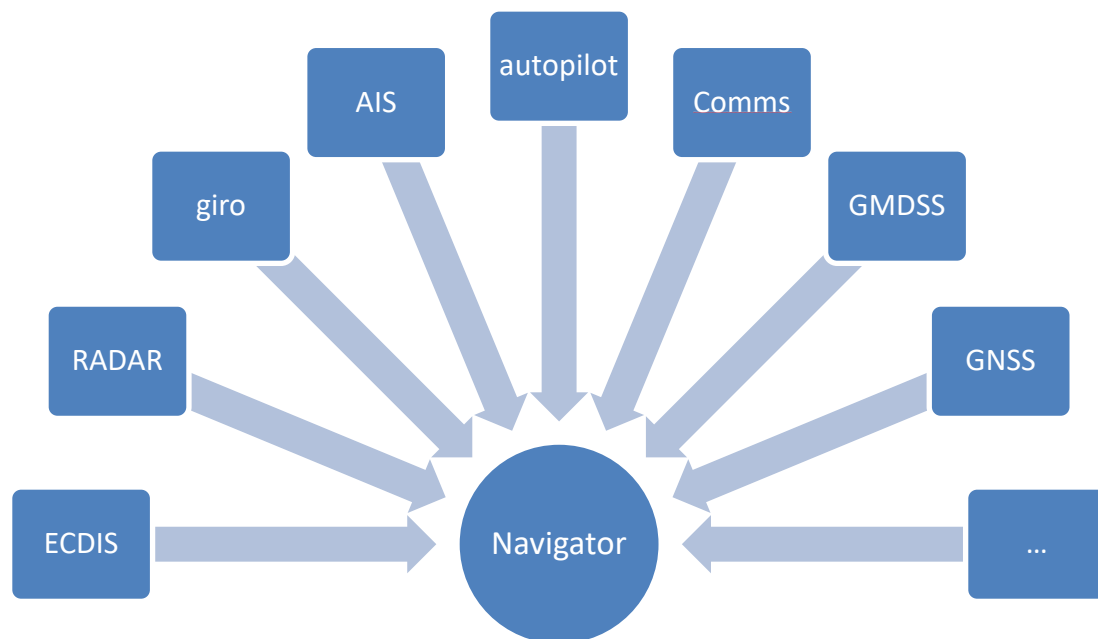 autopilot
AIS
Comms
giro
GMDSS
RADAR
GNSS
ECDIS
Navigator
...